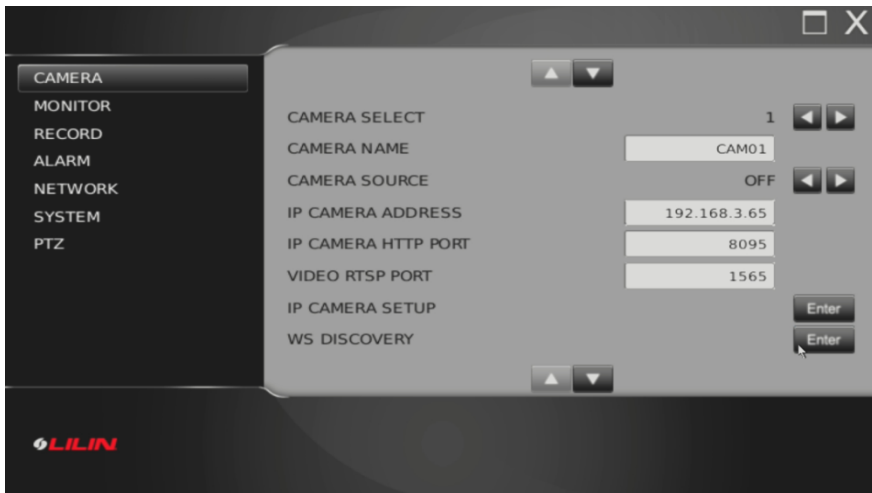 X
CAMERA
MONITOR
RECORD
ALARM
NETWORK
SYSTEM
PTZ
CAMERA SELECT 1
CAMERA NAME CAM01
CAMERA SOURCE OFF
IP CAMERA ADDRESS 192.168.3.65
IP CAMERA HTTP PORT 8095
VIDEO RTSP PORT 1565
IP CAMERA SETUP Enter
WS DISCOVERY Enter
LILIN